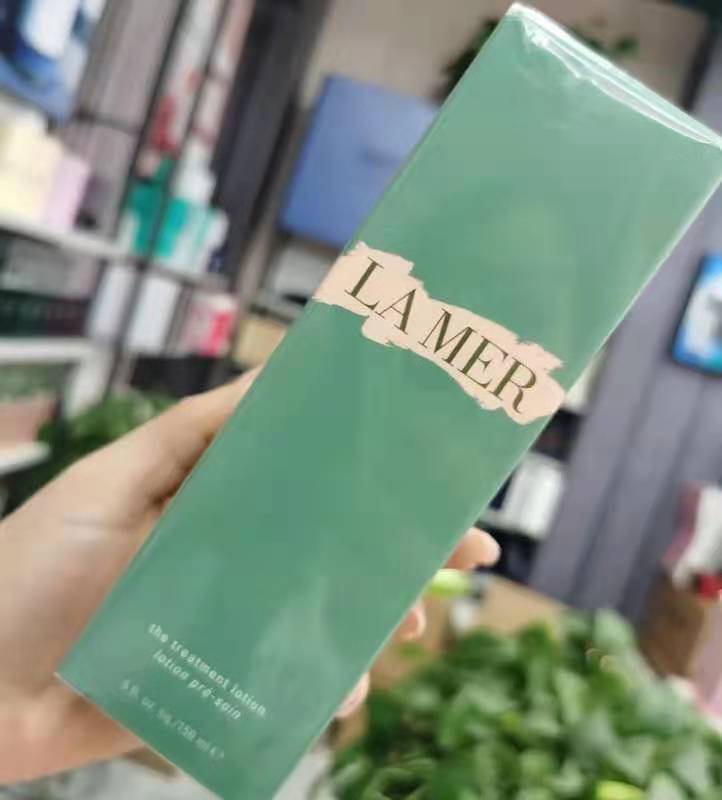 LA MER
the treatment lotion
lotion pré-soin
5 fl. oz. liq./150 ml ℮